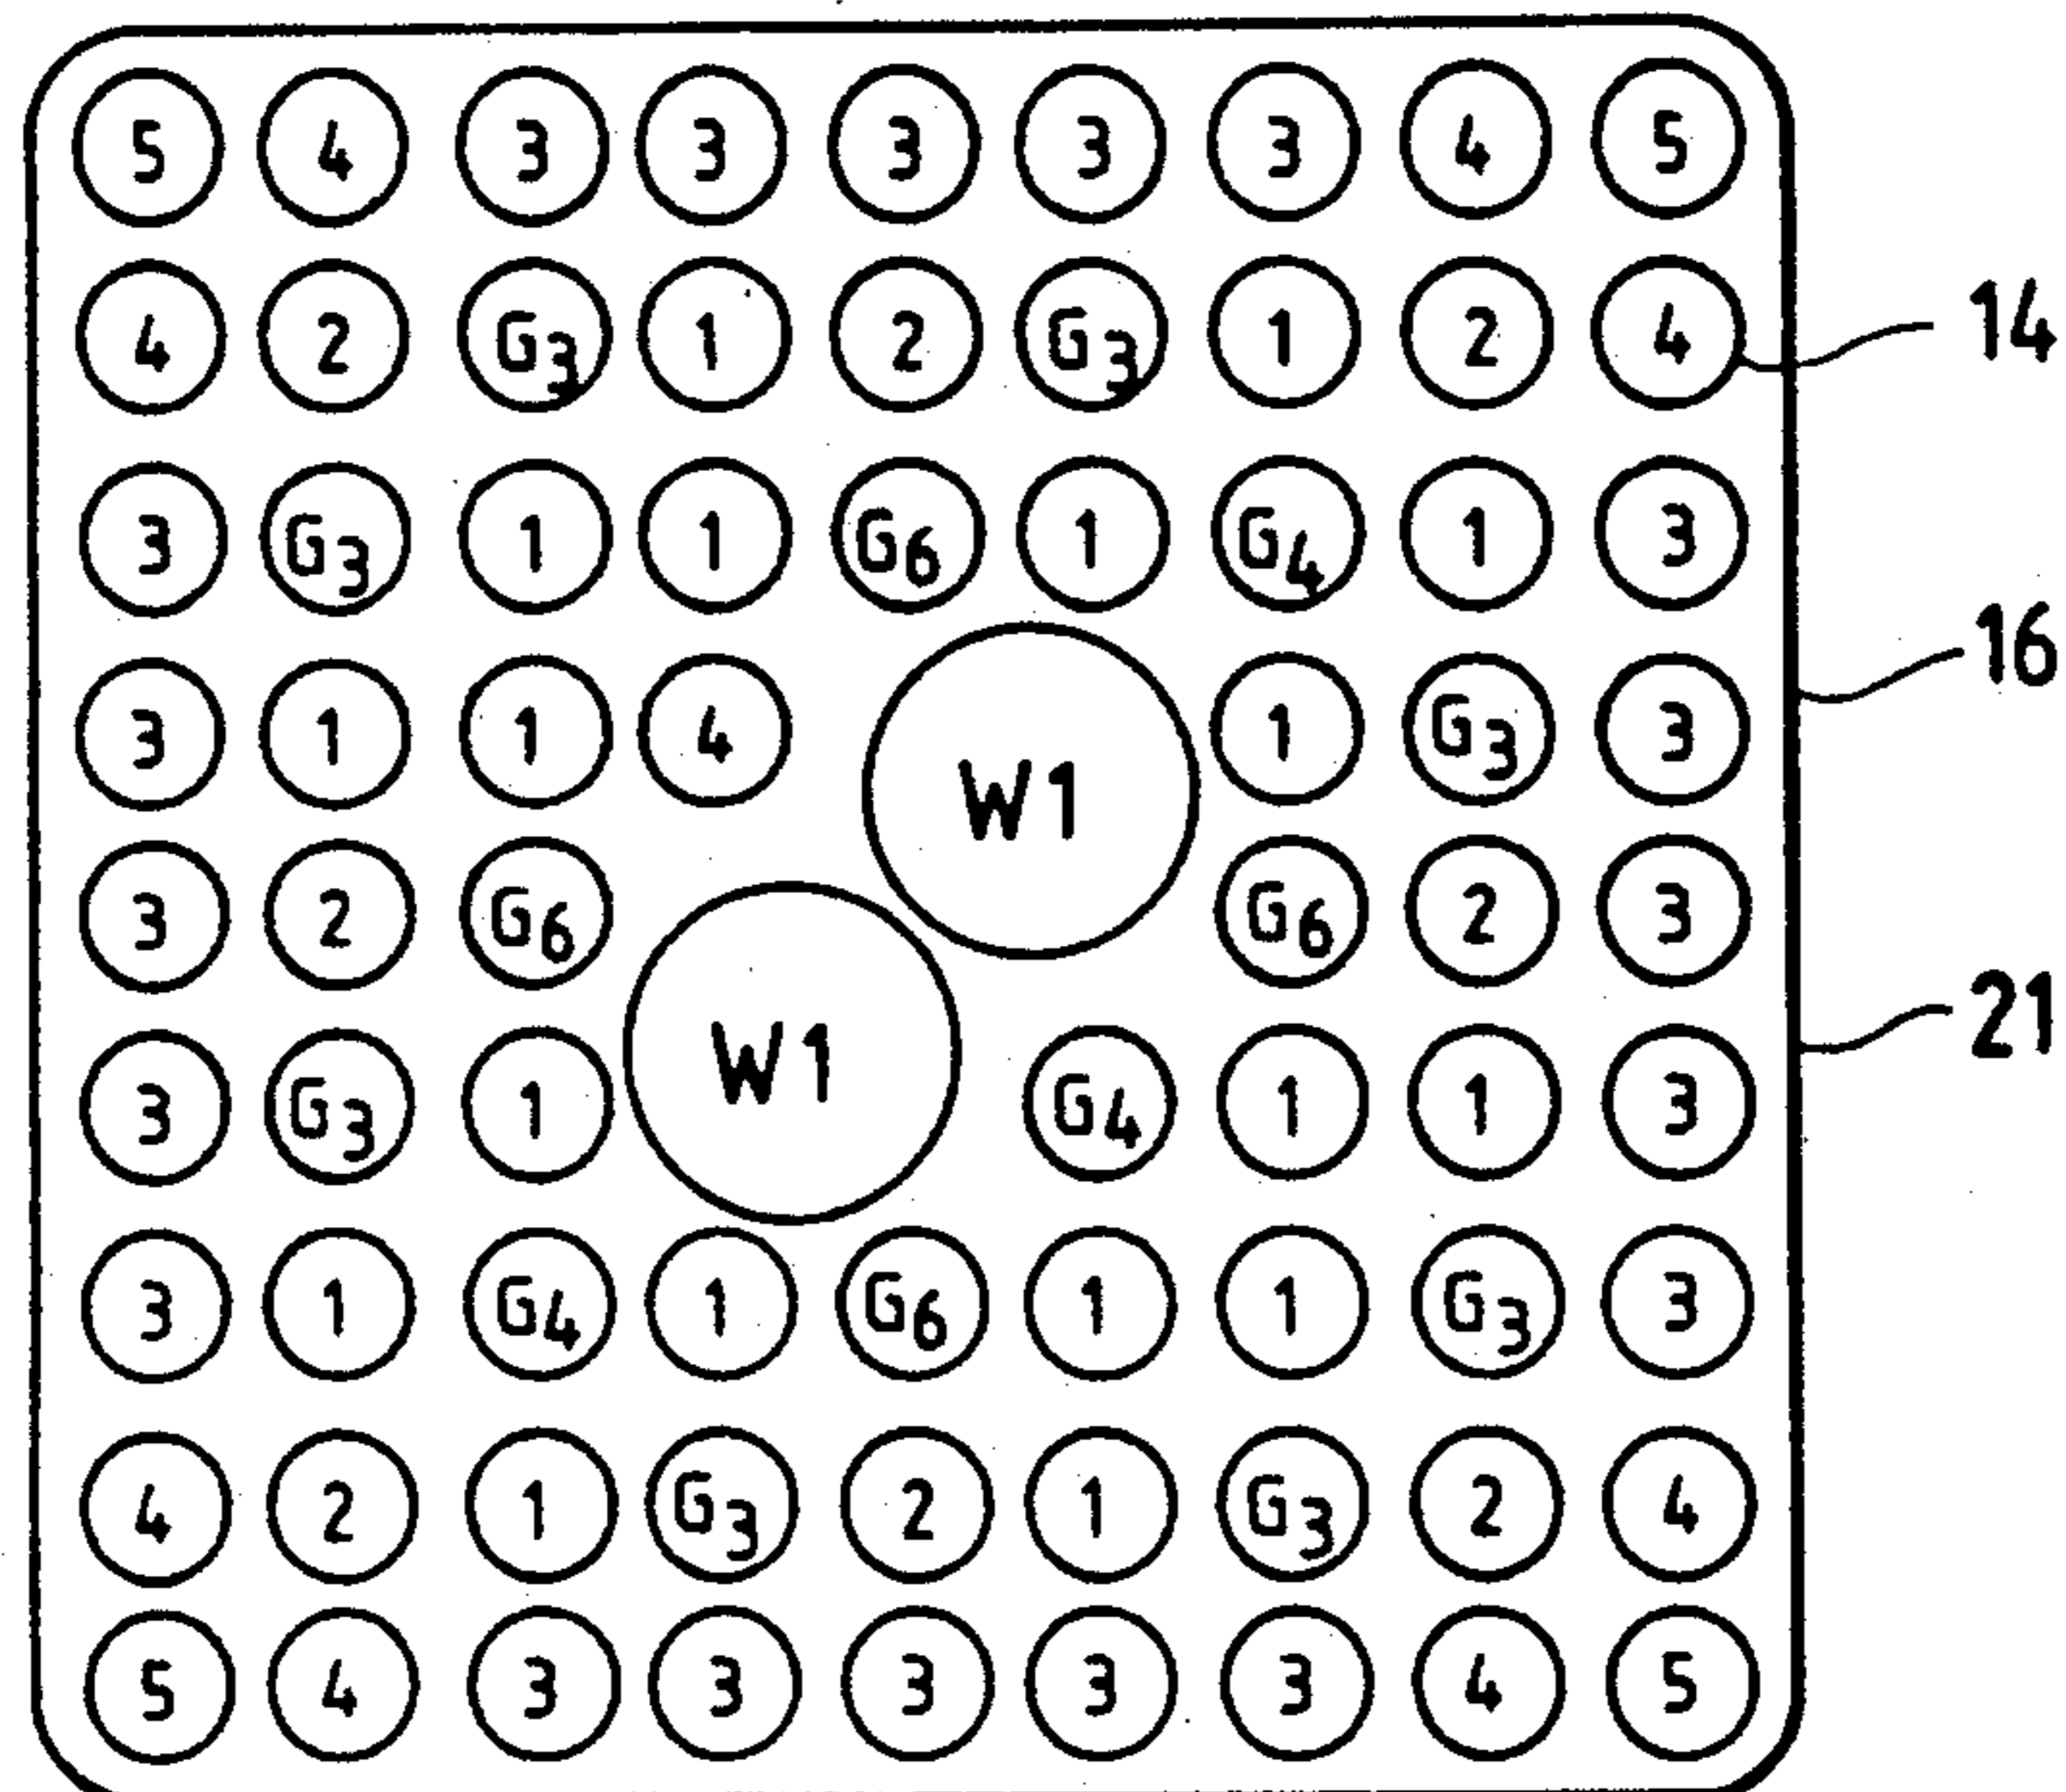 5 4 3 3 3 3 3 4 5
4 2 G3 1 2 G3 1 2 4 14
3 G3 1 1 G6 1 G4 1 3
16
3 1 1 4 W1 1 G3 3
3 2 G6 G6 2 3
21
3 G3 1 W1 G4 1 1 3
3 1 G4 1 G6 1 1 G3 3
4 2 1 G3 2 1 G3 2 4
5 4 3 3 3 3 3 4 5